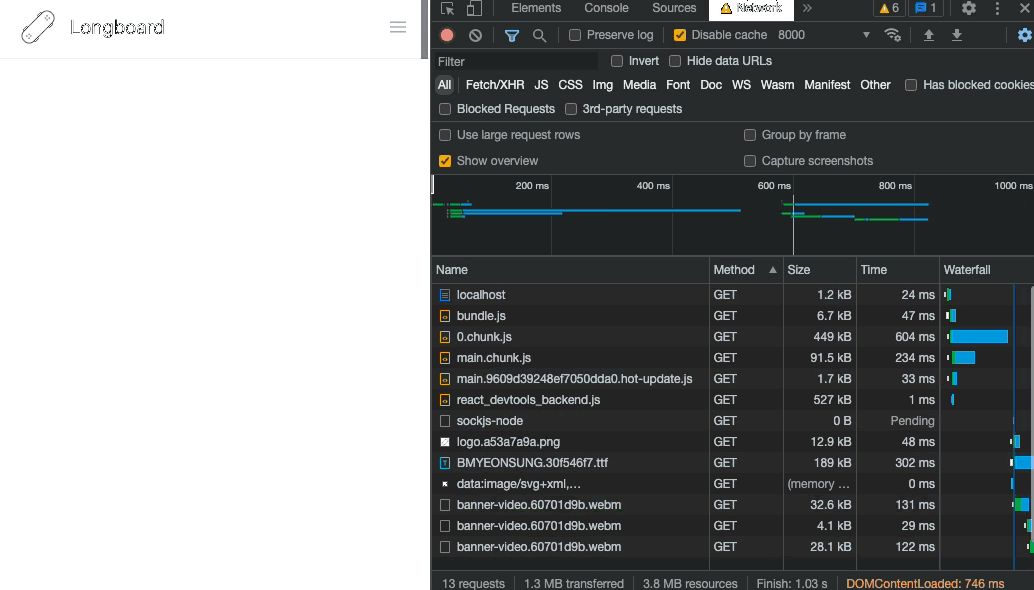 Longboard
Elements Console Sources Network » 6 1
Preserve log Disable cache 8000
Filter Invert Hide data URLs
All Fetch/XHR JS CSS Img Media Font Doc WS Wasm Manifest Other Has blocked cookies
Blocked Requests 3rd-party requests
Use large request rows Group by frame
Show overview Capture screenshots
200 ms 400 ms 600 ms 800 ms 1000 ms
Name Method Size Time Waterfall
localhost GET 1.2 kB 24 ms
bundle.js GET 6.7 kB 47 ms
0.chunk.js GET 449 kB 604 ms
main.chunk.js GET 91.5 kB 234 ms
main.9609d39248ef7050dda0.hot-update.js GET 1.7 kB 33 ms
react_devtools_backend.js GET 527 kB 1 ms
sockjs-node GET 0 B Pending
logo.a53a7a9a.png GET 12.9 kB 48 ms
BMYEONSUNG.30f546f7.ttf GET 189 kB 302 ms
data:image/svg+xml,... GET (memory ... 0 ms
banner-video.60701d9b.webm GET 32.6 kB 131 ms
banner-video.60701d9b.webm GET 4.1 kB 29 ms
banner-video.60701d9b.webm GET 28.1 kB 122 ms
13 requests 1.3 MB transferred 3.8 MB resources Finish: 1.03 s DOMContentLoaded: 746 ms